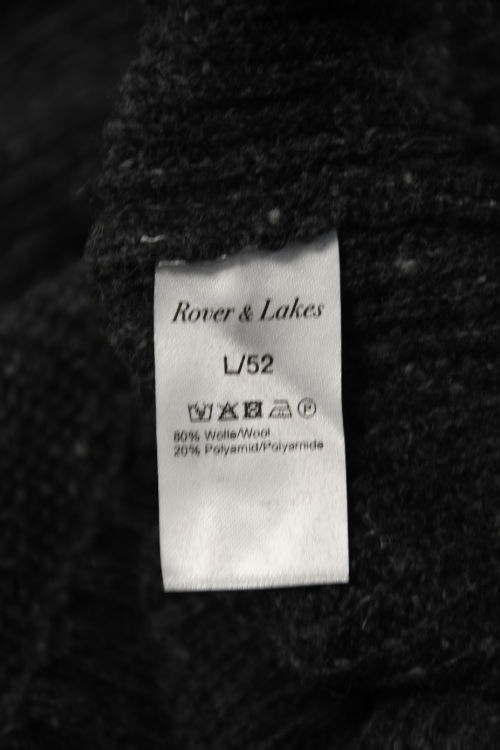 Rover & Lakes
L/52
80% Wolle/Wool
20% Polyamid/Polyamide